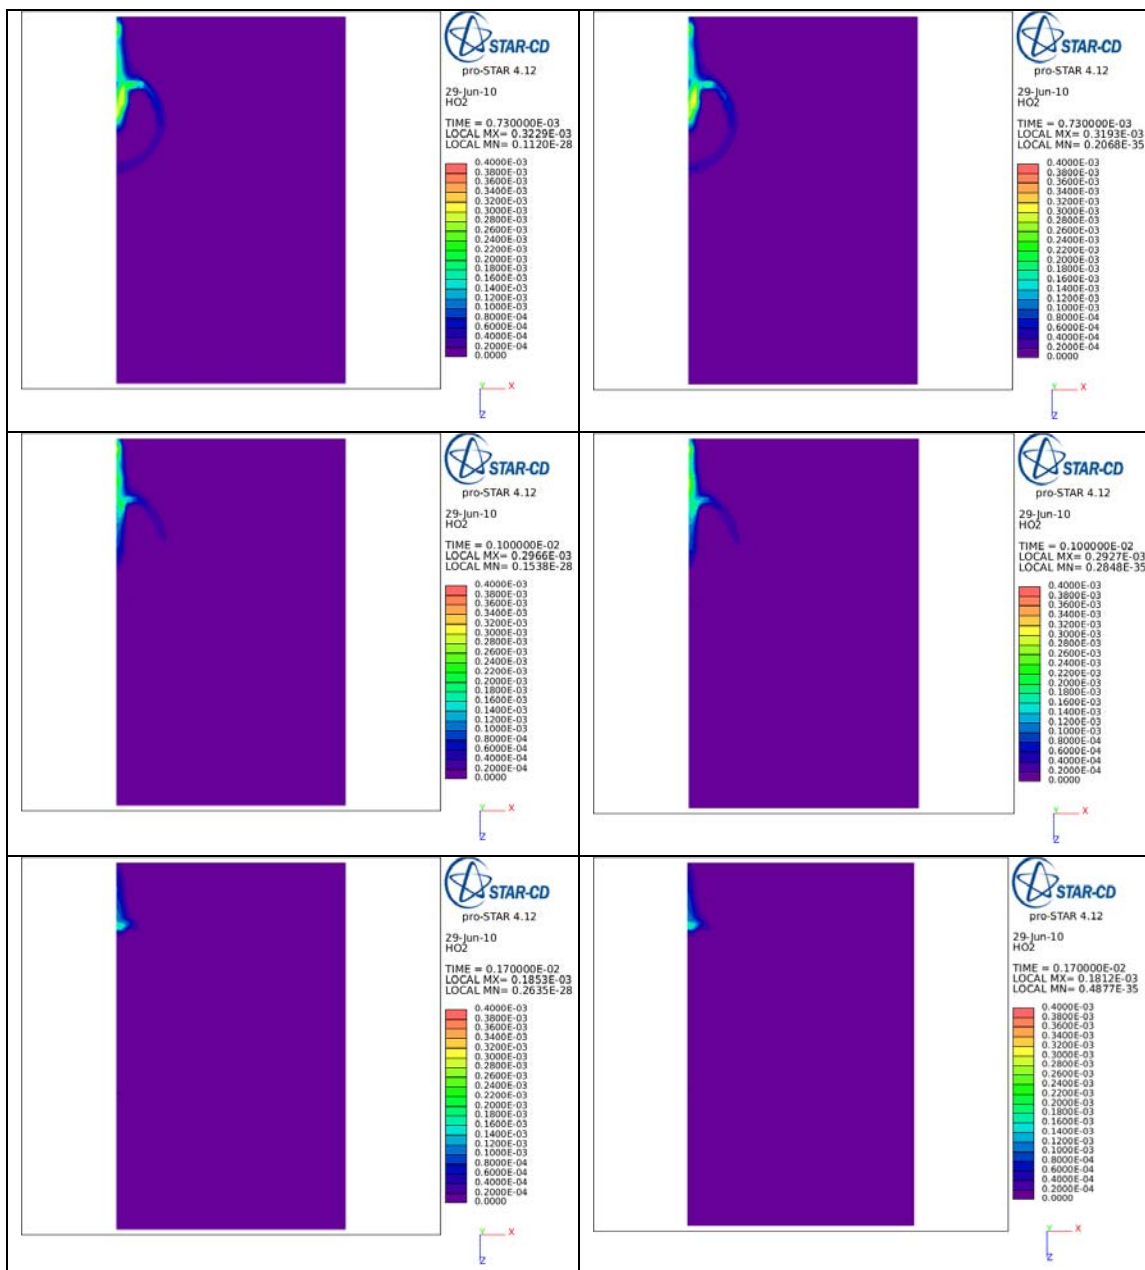 STAR-CD
pro-STAR 4.12
29-Jun-10
HO2
TIME = 0.730000E-03
LOCAL MX= 0.3229E-03
LOCAL MN= 0.1120E-28
0.4000E-03
0.3800E-03
0.3600E-03
0.3400E-03
0.3200E-03
0.3000E-03
0.2800E-03
0.2600E-03
0.2400E-03
0.2200E-03
0.2000E-03
0.1800E-03
0.1600E-03
0.1400E-03
0.1200E-03
0.1000E-03
0.8000E-04
0.6000E-04
0.4000E-04
0.2000E-04
0.0000
Y
X
Z
STAR-CD
pro-STAR 4.12
29-Jun-10
HO2
TIME = 0.730000E-03
LOCAL MX= 0.3193E-03
LOCAL MN= 0.2068E-35
0.4000E-03
0.3800E-03
0.3600E-03
0.3400E-03
0.3200E-03
0.3000E-03
0.2800E-03
0.2600E-03
0.2400E-03
0.2200E-03
0.2000E-03
0.1800E-03
0.1600E-03
0.1400E-03
0.1200E-03
0.1000E-03
0.8000E-04
0.6000E-04
0.4000E-04
0.2000E-04
0.0000
Y
X
Z
STAR-CD
pro-STAR 4.12
29-Jun-10
HO2
TIME = 0.100000E-02
LOCAL MX= 0.2966E-03
LOCAL MN= 0.1538E-28
0.4000E-03
0.3800E-03
0.3600E-03
0.3400E-03
0.3200E-03
0.3000E-03
0.2800E-03
0.2600E-03
0.2400E-03
0.2200E-03
0.2000E-03
0.1800E-03
0.1600E-03
0.1400E-03
0.1200E-03
0.1000E-03
0.8000E-04
0.6000E-04
0.4000E-04
0.2000E-04
0.0000
Y
X
Z
STAR-CD
pro-STAR 4.12
29-Jun-10
HO2
TIME = 0.100000E-02
LOCAL MX= 0.2927E-03
LOCAL MN= 0.2848E-35
0.4000E-03
0.3800E-03
0.3600E-03
0.3400E-03
0.3200E-03
0.3000E-03
0.2800E-03
0.2600E-03
0.2400E-03
0.2200E-03
0.2000E-03
0.1800E-03
0.1600E-03
0.1400E-03
0.1200E-03
0.1000E-03
0.8000E-04
0.6000E-04
0.4000E-04
0.2000E-04
0.0000
Y
X
Z
STAR-CD
pro-STAR 4.12
29-Jun-10
HO2
TIME = 0.170000E-02
LOCAL MX= 0.1853E-03
LOCAL MN= 0.2635E-28
0.4000E-03
0.3800E-03
0.3600E-03
0.3400E-03
0.3200E-03
0.3000E-03
0.2800E-03
0.2600E-03
0.2400E-03
0.2200E-03
0.2000E-03
0.1800E-03
0.1600E-03
0.1400E-03
0.1200E-03
0.1000E-03
0.8000E-04
0.6000E-04
0.4000E-04
0.2000E-04
0.0000
Y
X
Z
STAR-CD
pro-STAR 4.12
29-Jun-10
HO2
TIME = 0.170000E-02
LOCAL MX= 0.1812E-03
LOCAL MN= 0.4877E-35
0.4000E-03
0.3800E-03
0.3600E-03
0.3400E-03
0.3200E-03
0.3000E-03
0.2800E-03
0.2600E-03
0.2400E-03
0.2200E-03
0.2000E-03
0.1800E-03
0.1600E-03
0.1400E-03
0.1200E-03
0.1000E-03
0.8000E-04
0.6000E-04
0.4000E-04
0.2000E-04
0.0000
Y
X
Z